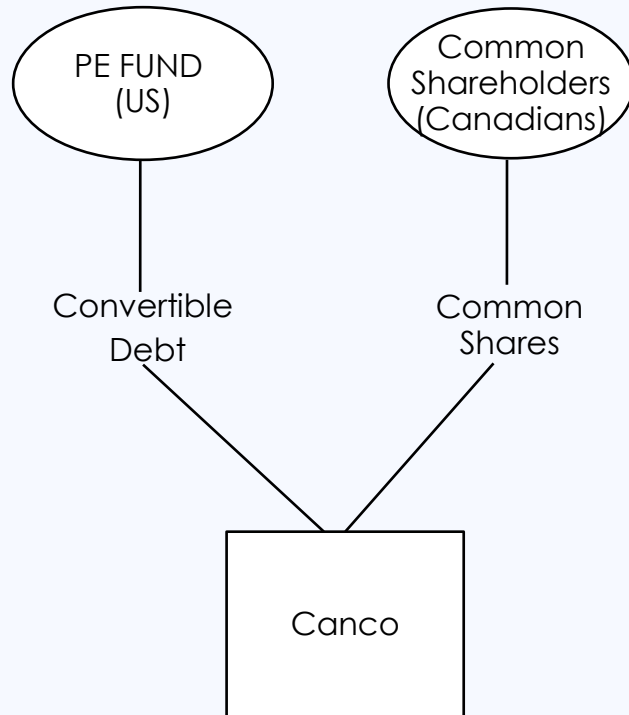 PE FUND
(US)
Common
Shareholders
(Canadians)
Convertible
Debt
Common
Shares
Canco